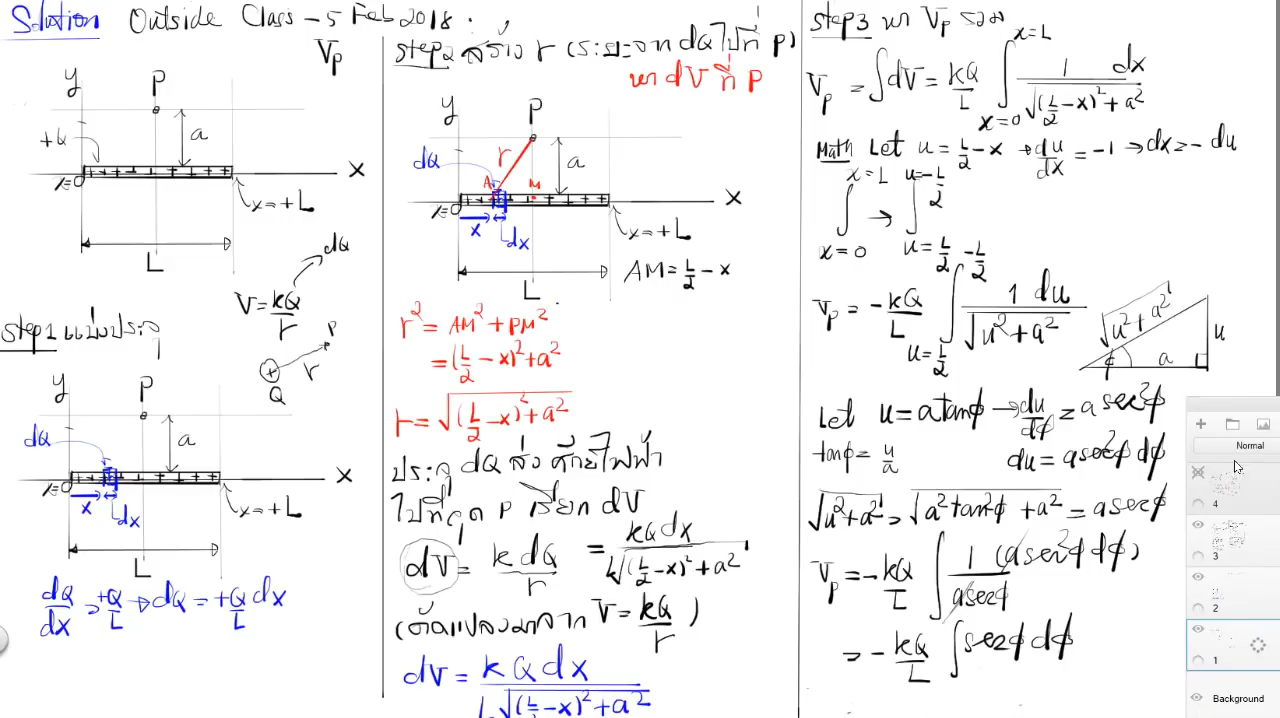 Solution Outside Class - 5 Feb 2018.
Vp
y
P
+Q
a
x
x=0
x=+L
L
dQ
V = kQ/r
step1 แบ่งประจุ
P
r
+
Q
y
P
dQ
a
x
x=0
x
dx
x=+L
L
dQ/dx = +Q/L → dQ = +Q/L dx
step2 สร้าง r (ระยะจาก dQ ไปที่ P)
หา dV ที่ P
y
P
dQ
r
a
A
M
x
x=0
x
dx
x=+L
AM = L/2 - x
L
r² = AM² + PM²
= (L/2 - x)² + a²
r = √((L/2 - x)² + a²)
ประจุ dQ ส่งศักย์ไฟฟ้า
ไปที่จุด P เรียก dV
dV = k dQ/r = kQ dx/L√((L/2 - x)² + a²)
(ดัดแปลงมาจาก V = kQ/r)
dV = kQ dx/L√((L/2 - x)² + a²)
step3 หา Vp รวม
Vp = ∫dV = kQ/L ∫ x=0 x=L 1 dx/√((L/2 - x)² + a²)
Math Let u = L/2 - x → du/dx = -1 → dx = - du
∫ x=0 x=L → ∫ u=L/2 u=-L/2
Vp = - kQ/L ∫ u=L/2 -L/2 1 du/√(u² + a²)
√(u² + a²)
u
φ
a
Let u = a tanφ → du/dφ = a sec²φ
tanφ = u/a
du = a sec²φ dφ
√(u² + a²) = √(a² tan²φ + a²) = a secφ
Vp = - kQ/L ∫ 1/(a secφ) (a sec²φ dφ)
= - kQ/L ∫ secφ dφ
Normal
4
3
2
1
Background